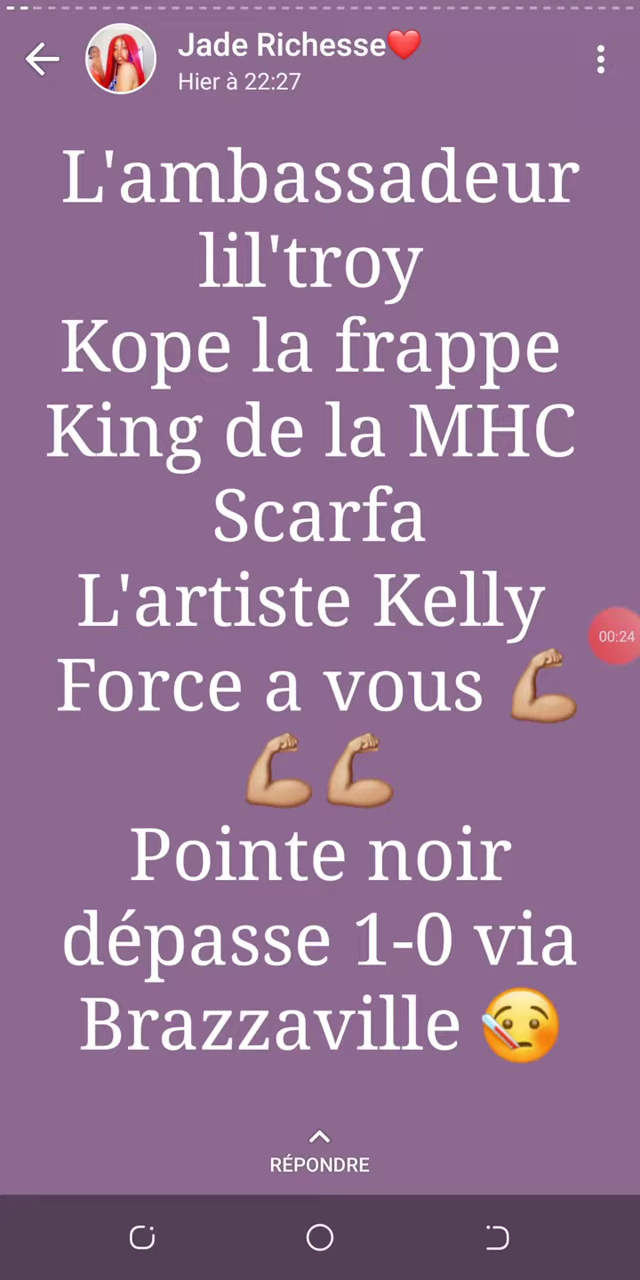 Jade Richesse❤️
Hier à 22:27
L'ambassadeur
lil'troy
Kope la frappe
King de la MHC
Scarfa
L'artiste Kelly
Force a vous 💪🏼
💪🏼💪🏼
Pointe noir
dépasse 1-0 via
Brazzaville 🤒
00:24
RÉPONDRE